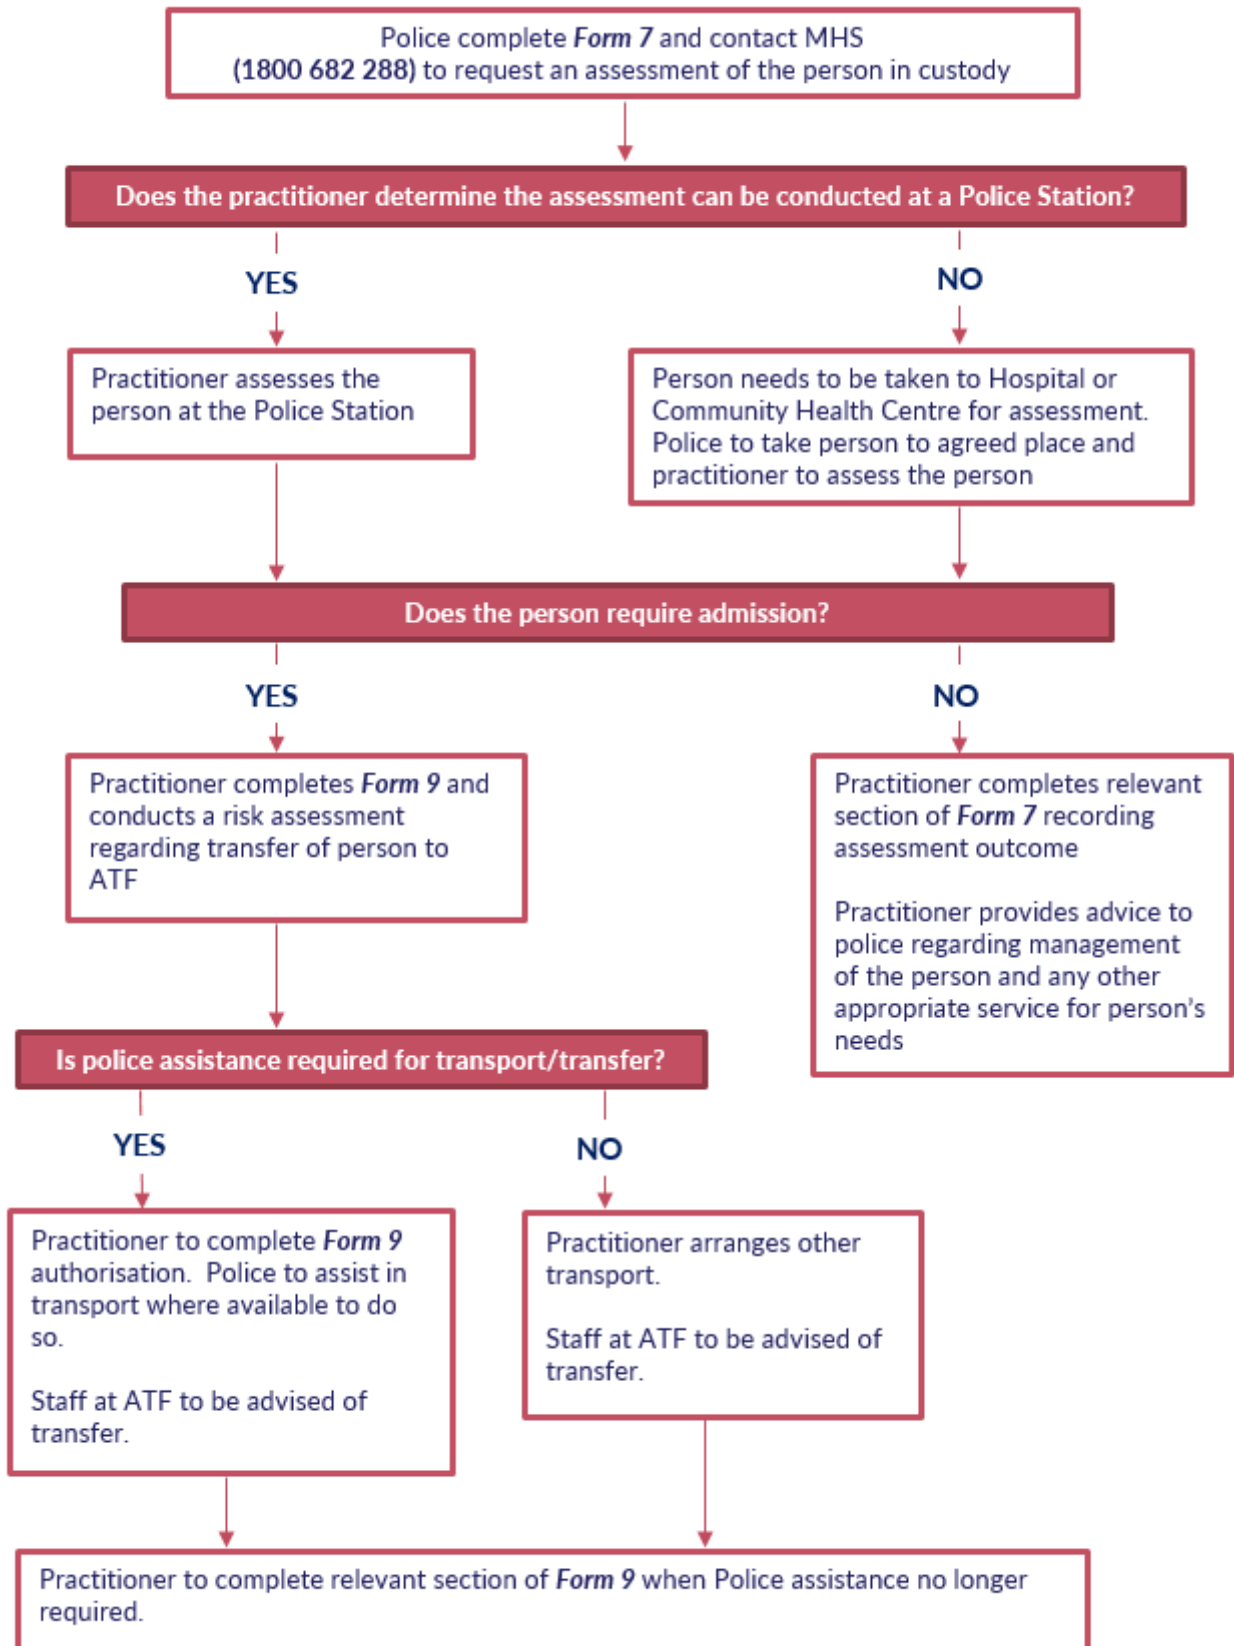 Police complete Form 7 and contact MHS
(1800 682 288) to request an assessment of the person in custody
Does the practitioner determine the assessment can be conducted at a Police Station?
YES
NO
Practitioner assesses the
person at the Police Station
Person needs to be taken to Hospital or
Community Health Centre for assessment.
Police to take person to agreed place and
practitioner to assess the person
Does the person require admission?
YES
NO
Practitioner completes Form 9 and
conducts a risk assessment
regarding transfer of person to
ATF
Practitioner completes relevant
section of Form 7 recording
assessment outcome
Practitioner provides advice to
police regarding management
of the person and any other
appropriate service for person's
needs
Is police assistance required for transport/transfer?
YES
NO
Practitioner to complete Form 9
authorisation.  Police to assist in
transport where available to do
so.
Staff at ATF to be advised of
transfer.
Practitioner arranges other
transport.
Staff at ATF to be advised of
transfer.
Practitioner to complete relevant section of Form 9 when Police assistance no longer
required.